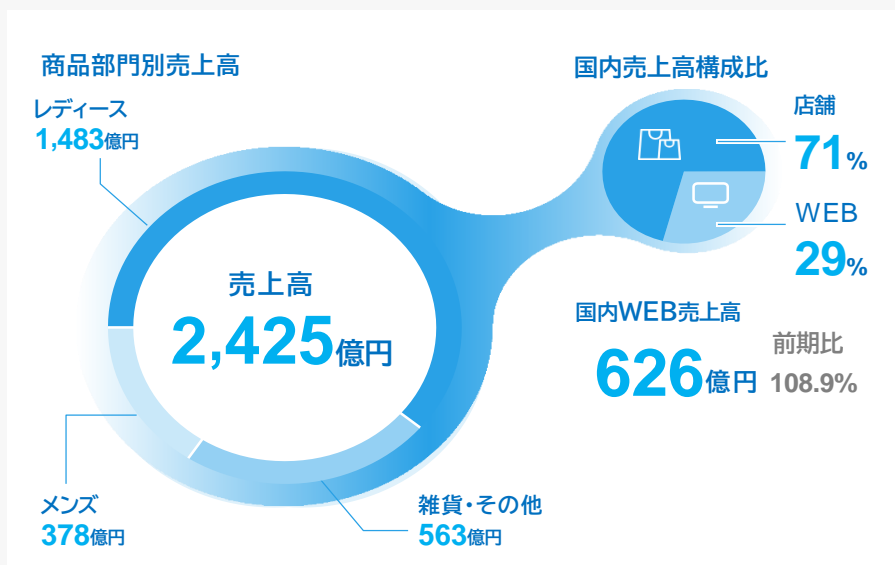 商品部門別売上高
レディース
1,483億円
売上高
2,425億円
メンズ
378億円
雑貨・その他
563億円
国内売上高構成比
店舗
71%
WEB
29%
国内WEB売上高
626億円
前期比
108.9%